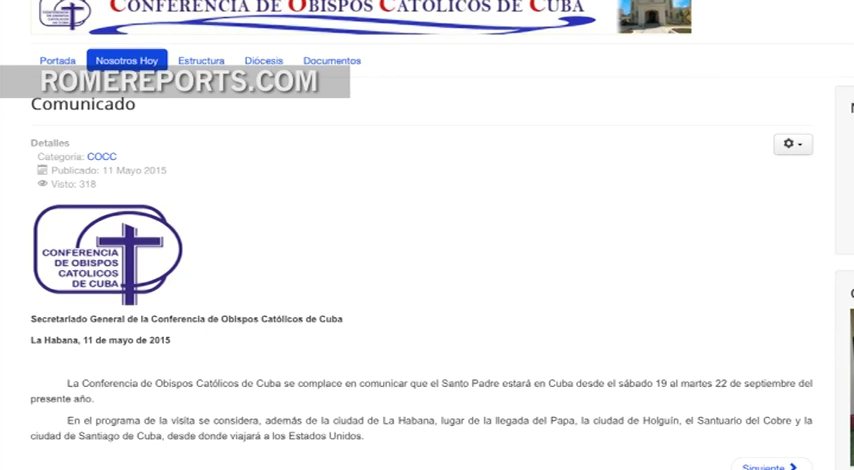 CONFERENCIA DE OBISPOS CATÓLICOS DE CUBA
Portada Nosotros Hoy Estructura Diócesis Documentos
ROMEREPORTS.COM
Comunicado
Detalles
Categoría: COCC
Publicado: 11 Mayo 2015
Visto: 318
CONFERENCIA
DE OBISPOS
CATOLICOS
DE CUBA
Secretariado General de la Conferencia de Obispos Católicos de Cuba
La Habana, 11 de mayo de 2015
La Conferencia de Obispos Católicos de Cuba se complace en comunicar que el Santo Padre estará en Cuba desde el sábado 19 al martes 22 de septiembre del
presente año.
En el programa de la visita se considera, además de la ciudad de La Habana, lugar de la llegada del Papa, la ciudad de Holguín, el Santuario del Cobre y la
ciudad de Santiago de Cuba, desde donde viajará a los Estados Unidos.
Siguiente